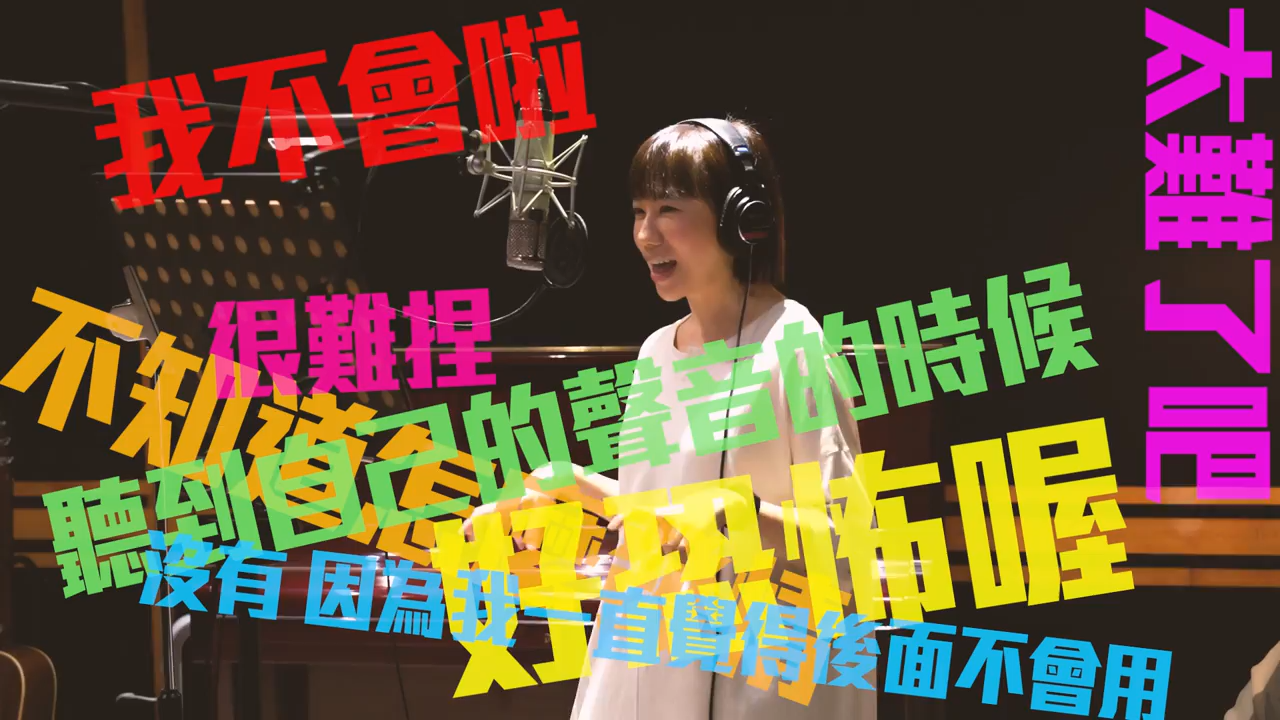 我不會啦
太難了吧
很難捏
不知道怎
聽到自己的聲音的時候
好恐怖喔
沒有 因為我一直覺得後面不會用